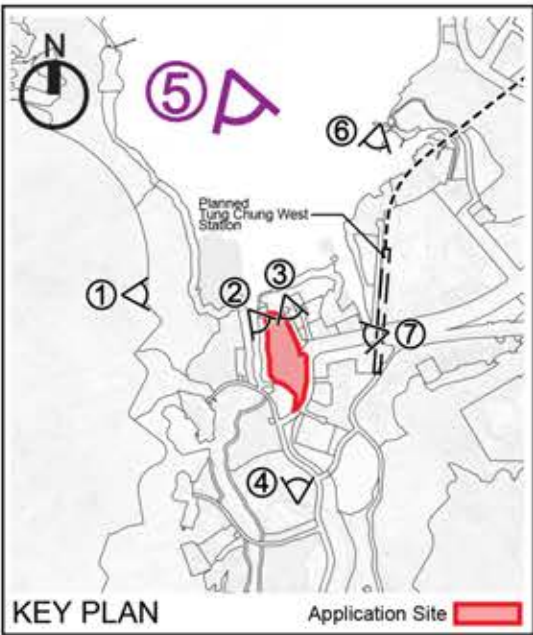 N
5
6
Planned
Tung Chung West
Station
1
2
3
7
4
KEY PLAN
Application Site